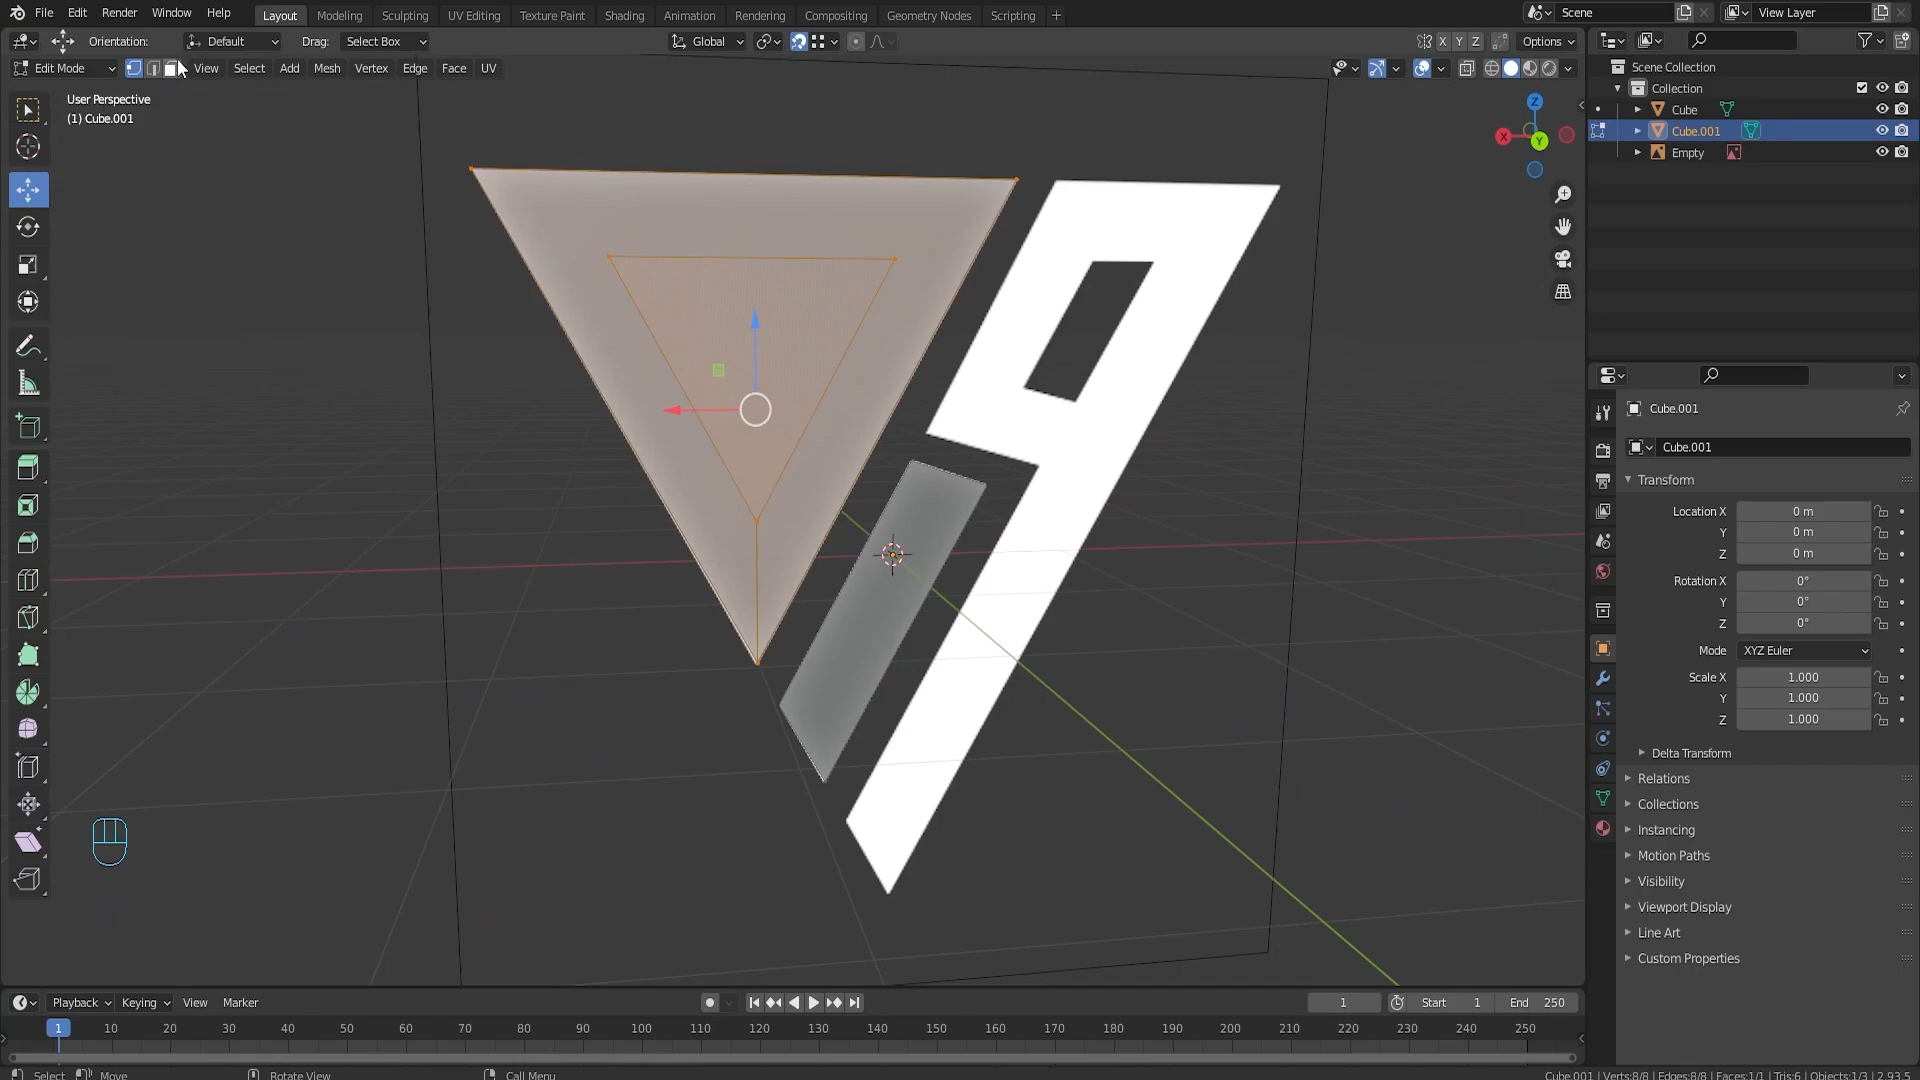 File Edit Render Window Help
Layout Modeling Sculpting UV Editing Texture Paint Shading Animation Rendering Compositing Geometry Nodes Scripting +
Scene
View Layer
Orientation: Default Drag: Select Box
Global
X Y Z
Options
Edit Mode
View Select Add Mesh Vertex Edge Face UV
User Perspective
(1) Cube.001
Z
X
Y
Scene Collection
Collection
Cube
Cube.001
Empty
Cube.001
Cube.001
Transform
Location X 0 m
Y 0 m
Z 0 m
Rotation X 0°
Y 0°
Z 0°
Mode XYZ Euler
Scale X 1.000
Y 1.000
Z 1.000
Delta Transform
Relations
Collections
Instancing
Motion Paths
Visibility
Viewport Display
Line Art
Custom Properties
Playback Keying View Marker
1
Start 1
End 250
1 10 20 30 40 50 60 70 80 90 100 110 120 130 140 150 160 170 180 190 200 210 220 230 240 250
Select Move Rotate View Call Menu
Cube.001 | Verts:8/8 | Edges:8/8 | Faces:1/1 | Tris:6 | Objects:1/3 | 2.93.5